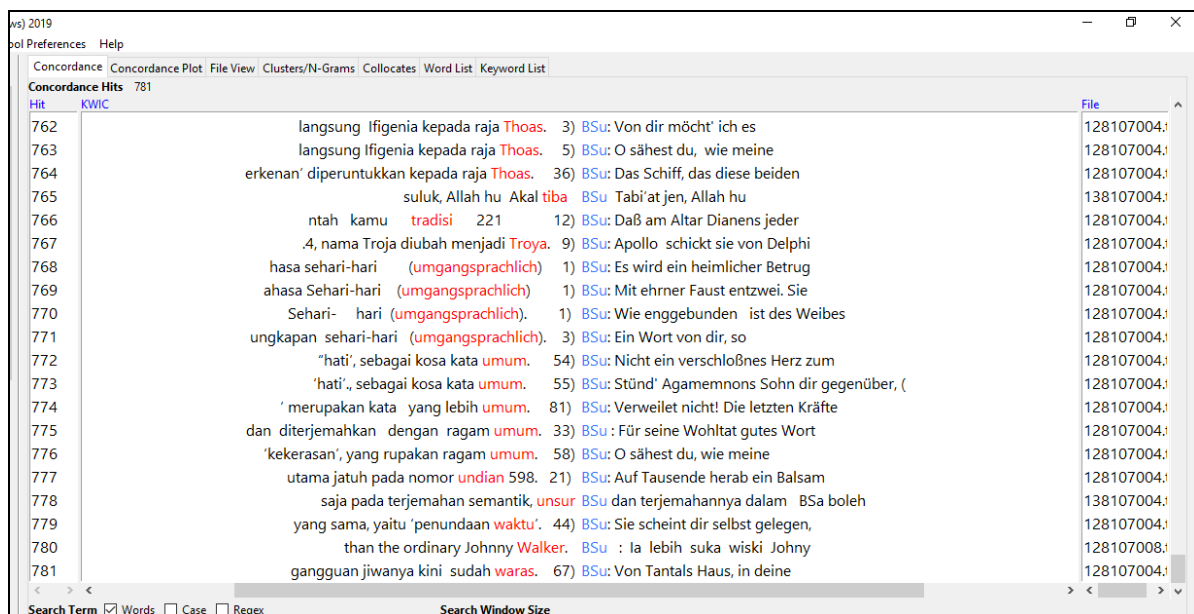 ws) 2019
ool Preferences Help
Concordance Concordance Plot File View Clusters/N-Grams Collocates Word List Keyword List
Concordance Hits 781
Hit KWIC File
762 langsung Ifigenia kepada raja Thoas. 3) BSu: Von dir möcht' ich es 128107004.t
763 langsung Ifigenia kepada raja Thoas. 5) BSu: O sähest du, wie meine 128107004.t
764 erkenan' diperuntukkan kepada raja Thoas. 36) BSu: Das Schiff, das diese beiden 128107004.t
765 suluk, Allah hu Akal tiba BSu Tabi'at jen, Allah hu 138107004.t
766 ntah kamu tradisi 221 12) BSu: Daß am Altar Dianens jeder 128107004.t
767 .4, nama Troja diubah menjadi Troya. 9) BSu: Apollo schickt sie von Delphi 128107004.t
768 hasa sehari-hari (umgangsprachlich) 1) BSu: Es wird ein heimlicher Betrug 128107004.t
769 ahasa Sehari-hari (umgangsprachlich) 1) BSu: Mit ehrner Faust entzwei. Sie 128107004.t
770 Sehari- hari (umgangsprachlich). 1) BSu: Wie enggebunden ist des Weibes 128107004.t
771 ungkapan sehari-hari (umgangsprachlich). 3) BSu: Ein Wort von dir, so 128107004.t
772 "hati', sebagai kosa kata umum. 54) BSu: Nicht ein verschloßnes Herz zum 128107004.t
773 'hati'., sebagai kosa kata umum. 55) BSu: Stünd' Agamemnons Sohn dir gegenüber, ( 128107004.t
774 ' merupakan kata yang lebih umum. 81) BSu: Verweilet nicht! Die letzten Kräfte 128107004.t
775 dan diterjemahkan dengan ragam umum. 33) BSu : Für seine Wohltat gutes Wort 128107004.t
776 'kekerasan', yang rupakan ragam umum. 58) BSu: O sähest du, wie meine 128107004.t
777 utama jatuh pada nomor undian 598. 21) BSu: Auf Tausende herab ein Balsam 128107004.t
778 saja pada terjemahan semantik, unsur BSu dan terjemahannya dalam BSa boleh 138107004.t
779 yang sama, yaitu 'penundaan waktu'. 44) BSu: Sie scheint dir selbst gelegen, 128107004.t
780 than the ordinary Johnny Walker. BSu : Ia lebih suka wiski Johny 128107008.t
781 gangguan jiwanya kini sudah waras. 67) BSu: Von Tantals Haus, in deine 128107004.t
Search Term Words Case Regex Search Window Size